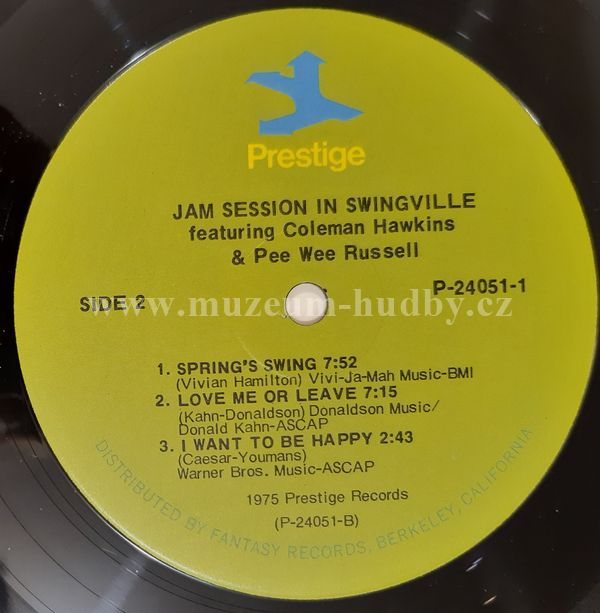 Prestige
JAM SESSION IN SWINGVILLE
featuring Coleman Hawkins
& Pee Wee Russell
SIDE 2
P-24051-1
www.muzeum-hudby.cz
1. SPRING'S SWING 7:52
(Vivian Hamilton) Vivi-Ja-Mah Music-BMI
2. LOVE ME OR LEAVE 7:15
(Kahn-Donaldson) Donaldson Music/
Donald Kahn-ASCAP
3. I WANT TO BE HAPPY 2:43
(Caesar-Youmans)
Warner Bros. Music-ASCAP
1975 Prestige Records
(P-24051-B)
DISTRIBUTED BY FANTASY RECORDS, BERKELEY, CALIFORNIA